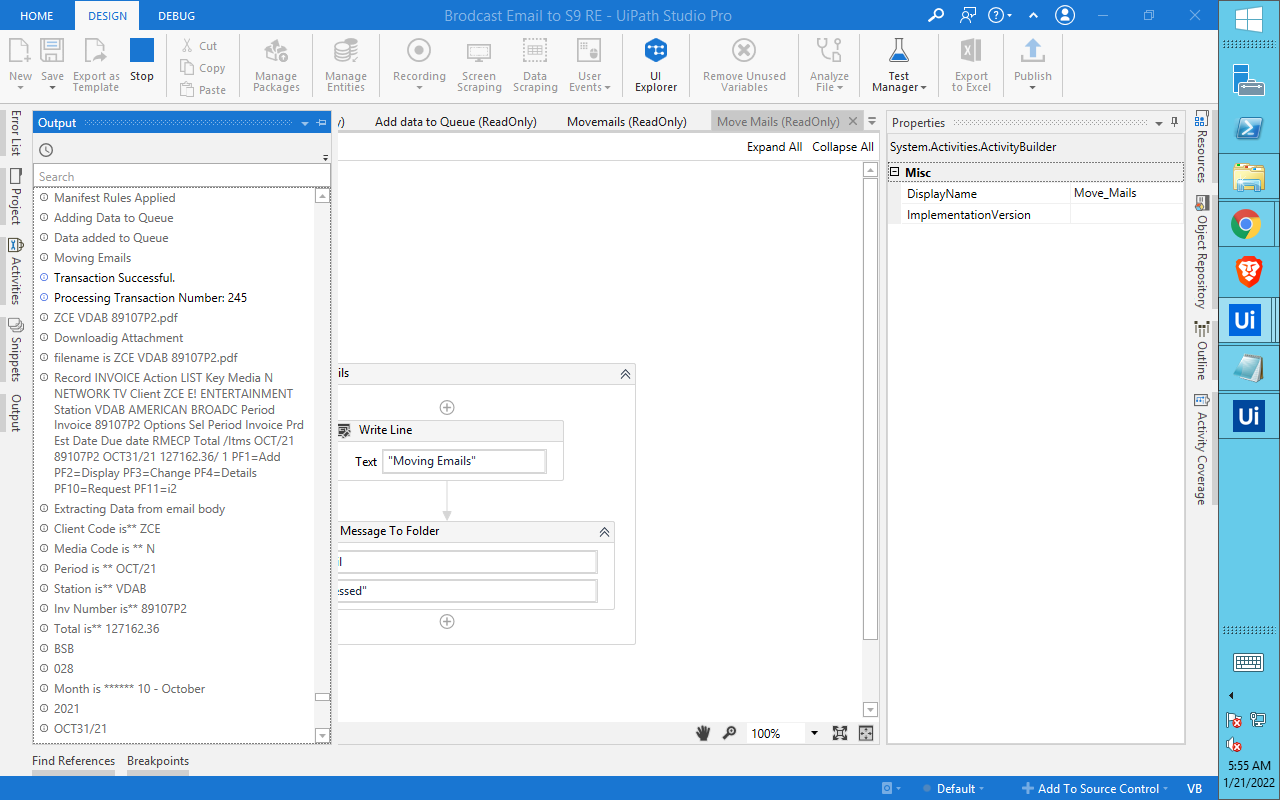 HOME
DESIGN
DEBUG
Brodcast Email to S9 RE - UiPath Studio Pro
New
Save
Export as Template
Stop
Cut
Copy
Paste
Manage Packages
Manage Entities
Recording
Screen Scraping
Data Scraping
User Events
UI Explorer
Remove Unused Variables
Analyze File
Test Manager
Export to Excel
Publish
Error List
Project
Activities
Snippets
Output
Output
Search
Manifest Rules Applied
Adding Data to Queue
Data added to Queue
Moving Emails
Transaction Successful.
Processing Transaction Number: 245
ZCE VDAB 89107P2.pdf
Downloadig Attachment
filename is ZCE VDAB 89107P2.pdf
Record INVOICE Action LIST Key Media N
NETWORK TV Client ZCE E! ENTERTAINMENT
Station VDAB AMERICAN BROADC Period
Invoice 89107P2 Options Sel Period Invoice Prd
Est Date Due date RMECP Total /Itms OCT/21
89107P2 OCT31/21 127162.36/ 1 PF1=Add
PF2=Display PF3=Change PF4=Details
PF10=Request PF11=i2
Extracting Data from email body
Client Code is** ZCE
Media Code is ** N
Period is ** OCT/21
Station is** VDAB
Inv Number is** 89107P2
Total is** 127162.36
BSB
028
Month is ****** 10 - October
2021
OCT31/21
Find References
Breakpoints
y)
Add data to Queue (ReadOnly)
Movemails (ReadOnly)
Move Mails (ReadOnly)
Expand All
Collapse All
ils
Write Line
Text
"Moving Emails"
Message To Folder
il
essed"
100%
Properties
System.Activities.ActivityBuilder
Misc
DisplayName
Move_Mails
ImplementationVersion
Resources
Object Repository
Outline
Activity Coverage
Default
Add To Source Control
VB
Ui
Ui
5:55 AM
1/21/2022